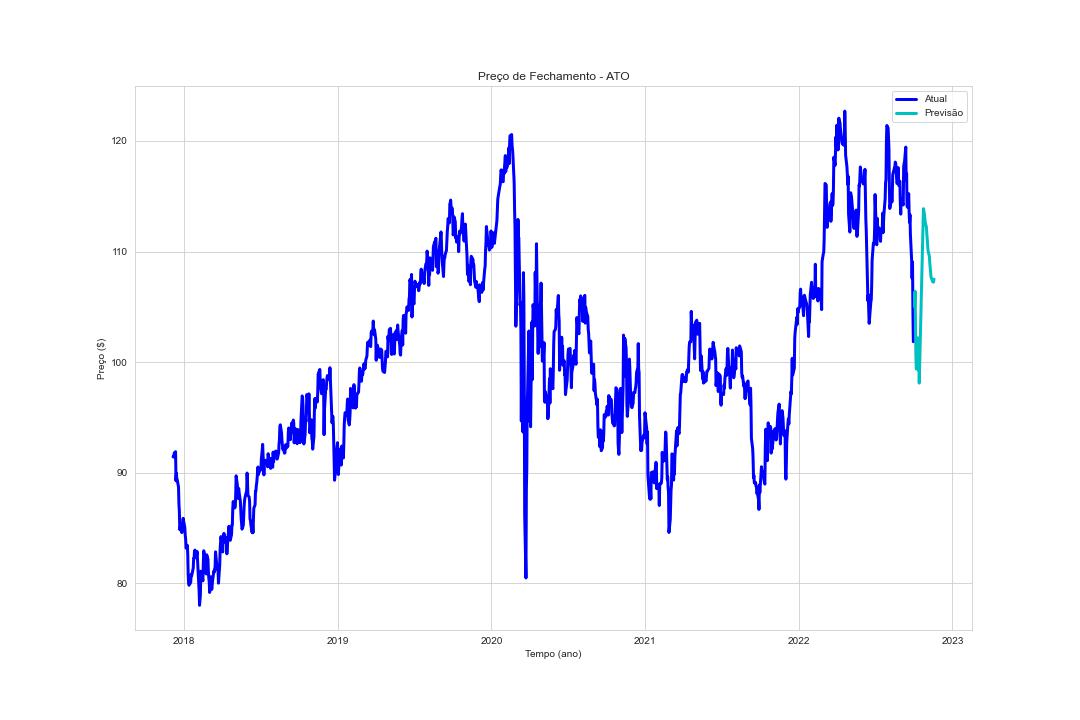 Preço de Fechamento - ATO
Atual
Previsão
120
110
100
90
80
Preço ($)
2018
2019
2020
2021
2022
2023
Tempo (ano)